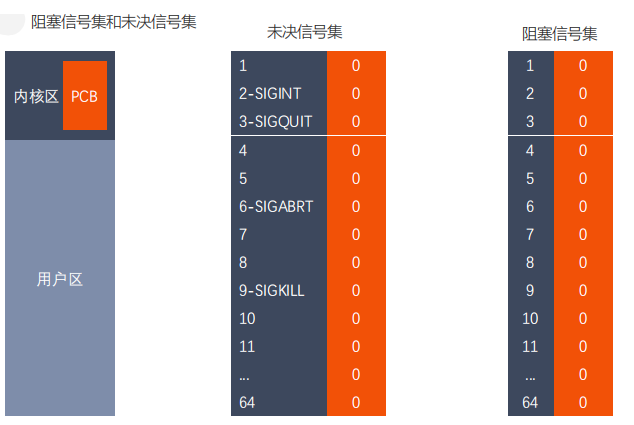 阻塞信号集和未决信号集
未决信号集
阻塞信号集
内核区
PCB
用户区
1 0
2-SIGINT 0
3-SIGQUIT 0
4 0
5 0
6-SIGABRT 0
7 0
8 0
9-SIGKILL 0
10 0
11 0
... 0
64 0
1 0
2 0
3 0
4 0
5 0
6 0
7 0
8 0
9 0
10 0
11 0
... 0
64 0